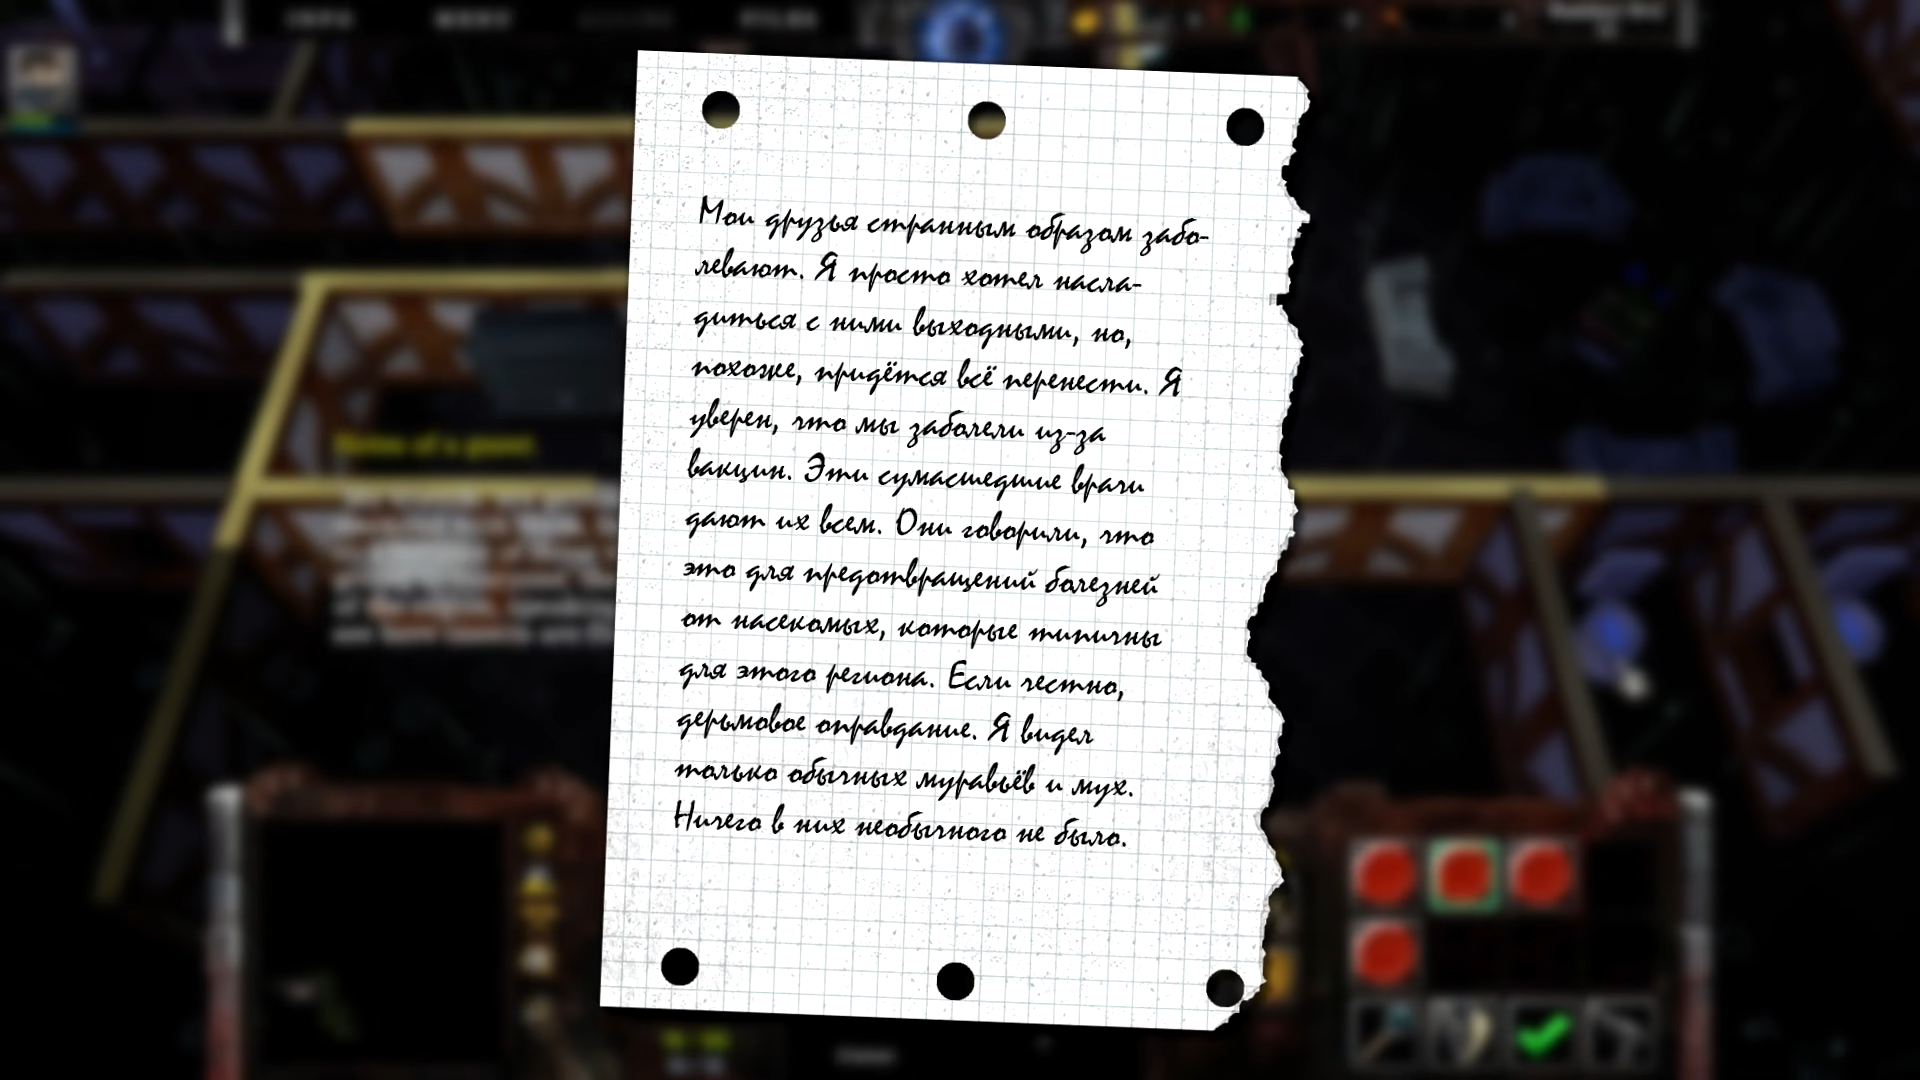 Мои друзья странным образом забо-
левают. Я просто хотел насла-
диться с ними выходными, но,
похоже, придётся всё перенести. Я
уверен, что мы заболели из-за
вакцин. Эти сумасшедшие врачи
дают их всем. Они говорили, что
это для предотвращений болезней
от насекомых, которые типичны
для этого региона. Если честно,
дерьмовое оправдание. Я видел
только обычных муравьёв и мух.
Ничего в них необычного не было.